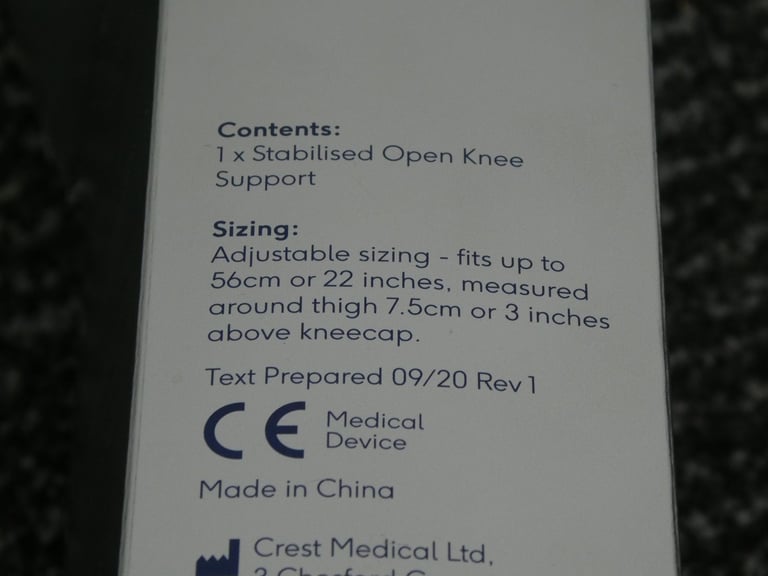 Contents:
1 x Stabilised Open Knee
Support
Sizing:
Adjustable sizing - fits up to
56cm or 22 inches, measured
around thigh 7.5cm or 3 inches
above kneecap.
Text Prepared 09/20 Rev 1
CE Medical
Device
Made in China
Crest Medical Ltd,